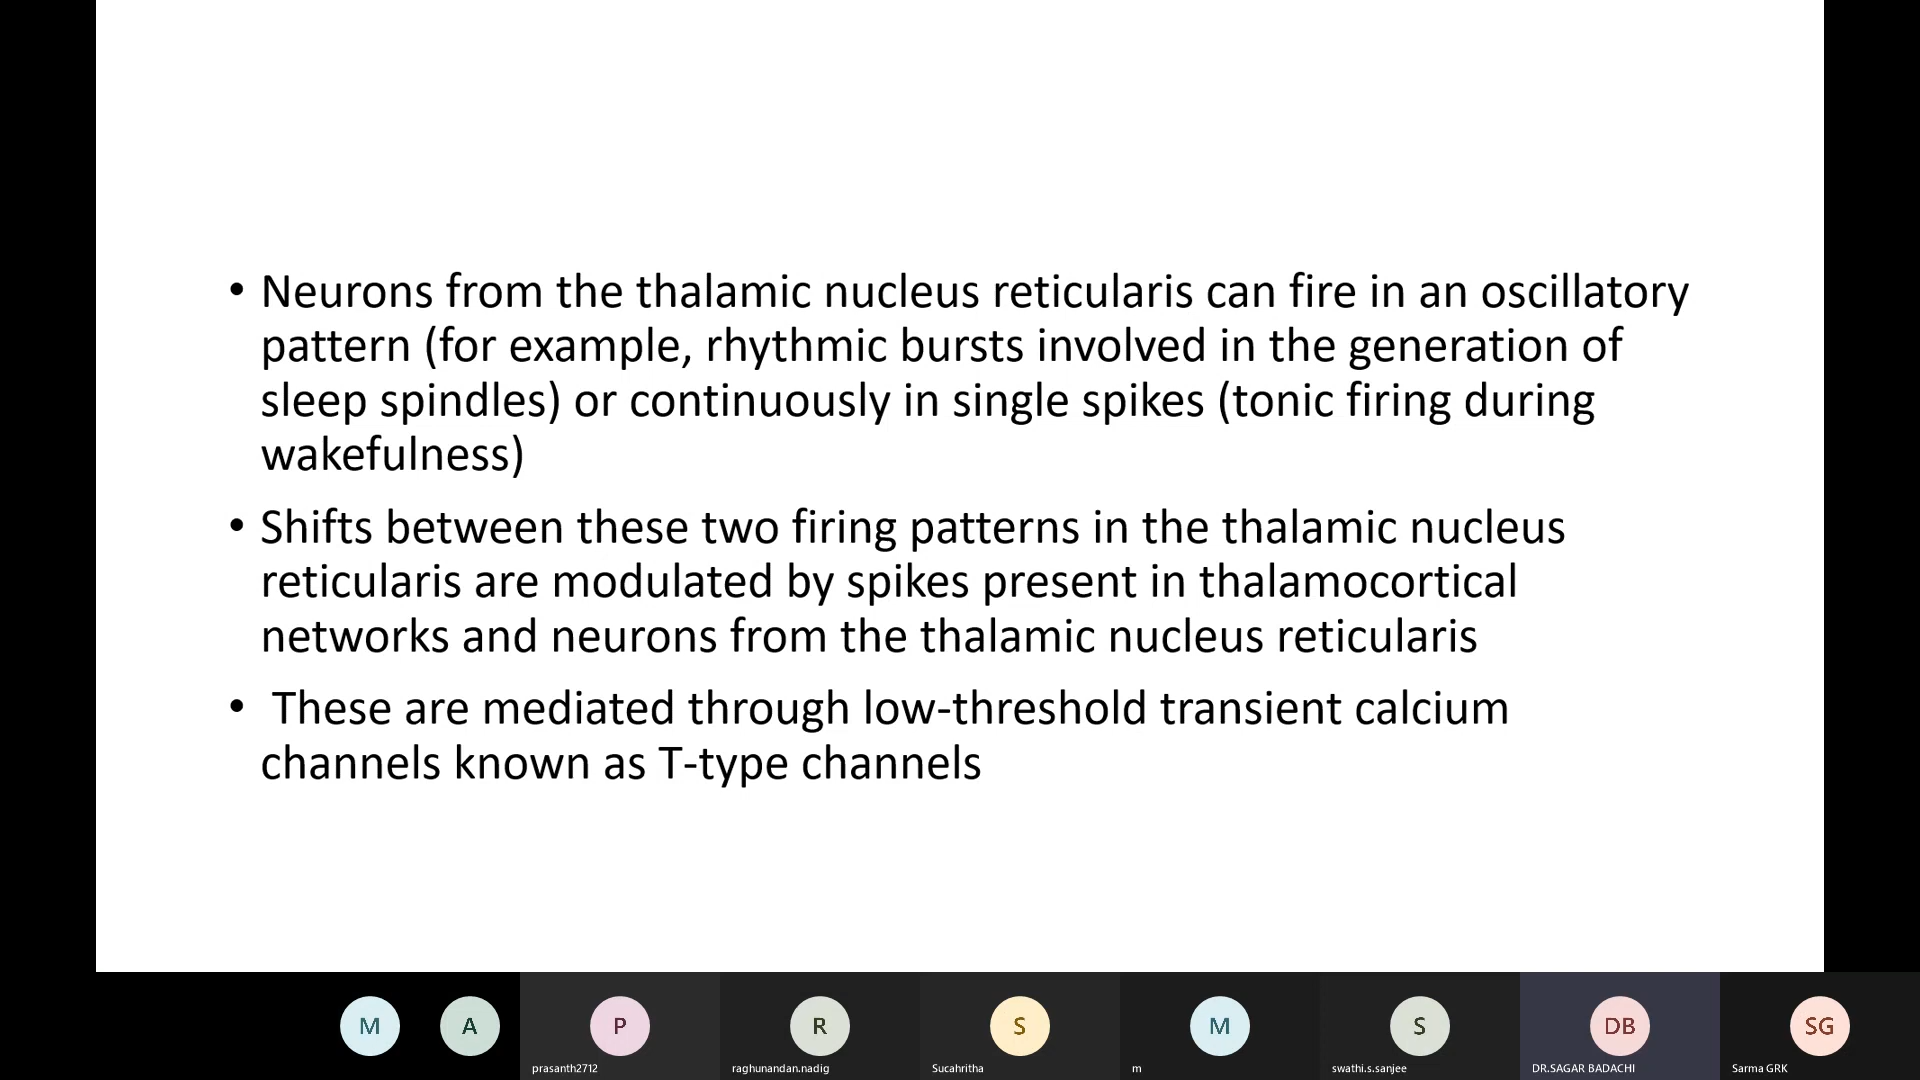 • Neurons from the thalamic nucleus reticularis can fire in an oscillatory
pattern (for example, rhythmic bursts involved in the generation of
sleep spindles) or continuously in single spikes (tonic firing during
wakefulness)
• Shifts between these two firing patterns in the thalamic nucleus
reticularis are modulated by spikes present in thalamocortical
networks and neurons from the thalamic nucleus reticularis
• These are mediated through low-threshold transient calcium
channels known as T-type channels
M A P R S M S DB SG
prasanth2712 raghunandan.nadig Sucahritha m swathi.s.sanjee DR.SAGAR BADACHI Sarma GRK